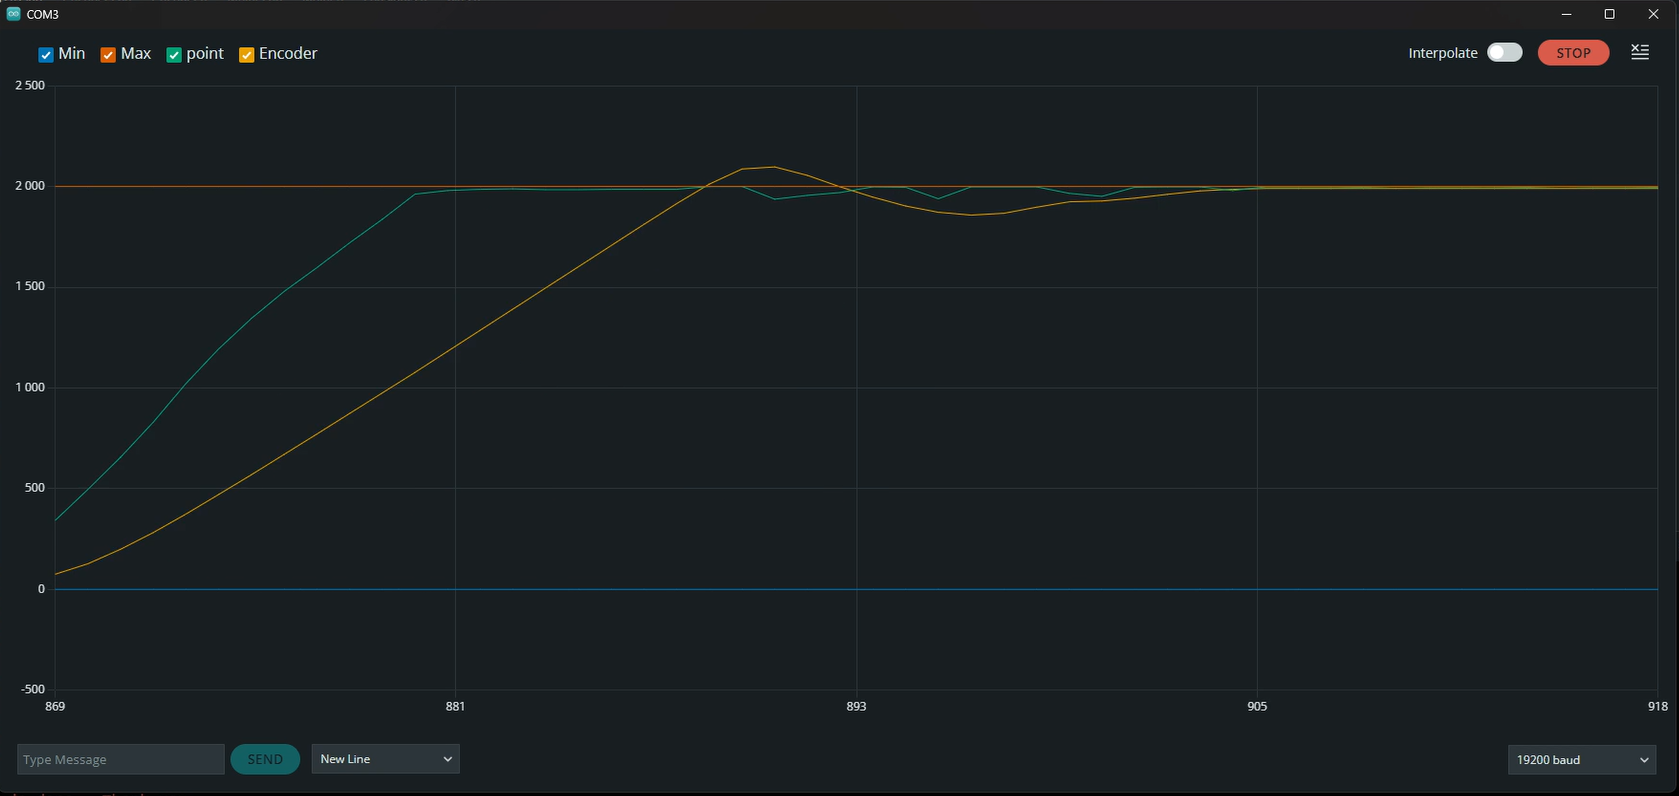 COM3
Min Max point Encoder
Interpolate STOP
2 500
2 000
1 500
1 000
500
0
-500
869 881 893 905 918
Type Message SEND New Line 19200 baud